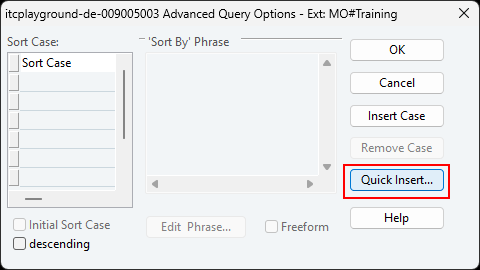 itcplayground-de-009005003 Advanced Query Options - Ext: MO#Training
Sort Case:
'Sort By' Phrase
OK
Sort Case
Cancel
Insert Case
Remove Case
Quick Insert...
Initial Sort Case
Edit Phrase...
Freeform
Help
descending